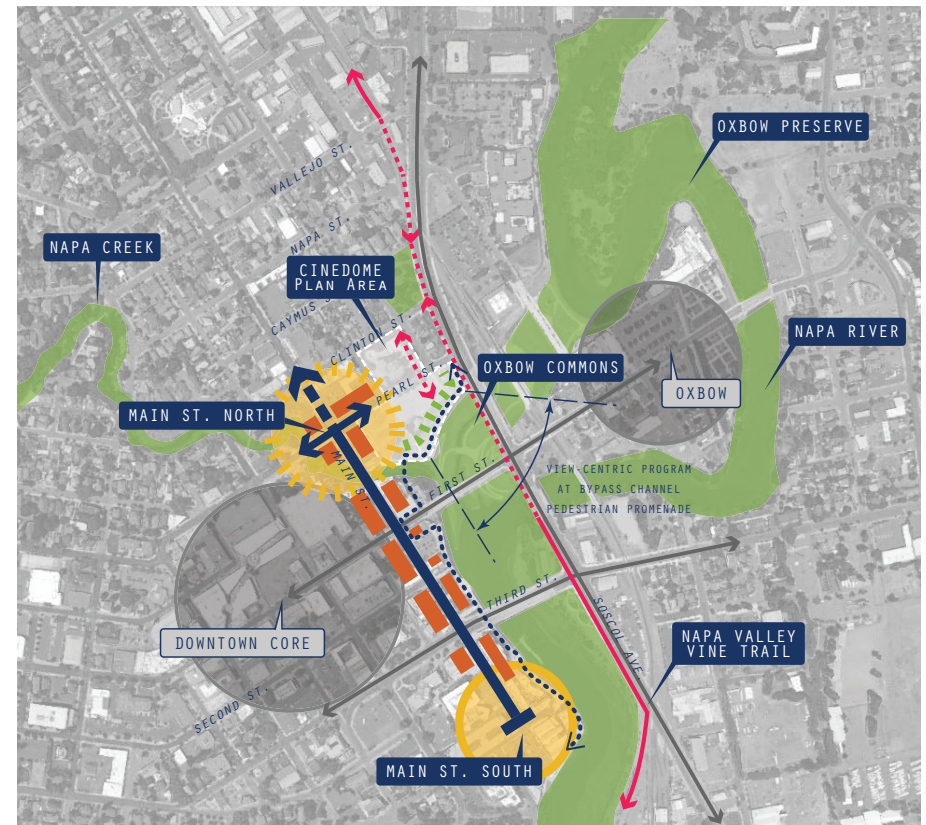 OXBOW PRESERVE
VALLEJO ST.
NAPA ST.
NAPA CREEK
CINEDOME
PLAN AREA
CAYMUS S
CLINTON ST.
NAPA RIVER
OXBOW COMMONS
PEARL ST.
OXBOW
MAIN ST. NORTH
MAIN ST.
FIRST ST.
VIEW-CENTRIC PROGRAM
AT BYPASS CHANNEL
PEDESTRIAN PROMENADE
THIRD ST.
SOSCOL AVE.
DOWNTOWN CORE
NAPA VALLEY
VINE TRAIL
SECOND ST.
MAIN ST. SOUTH